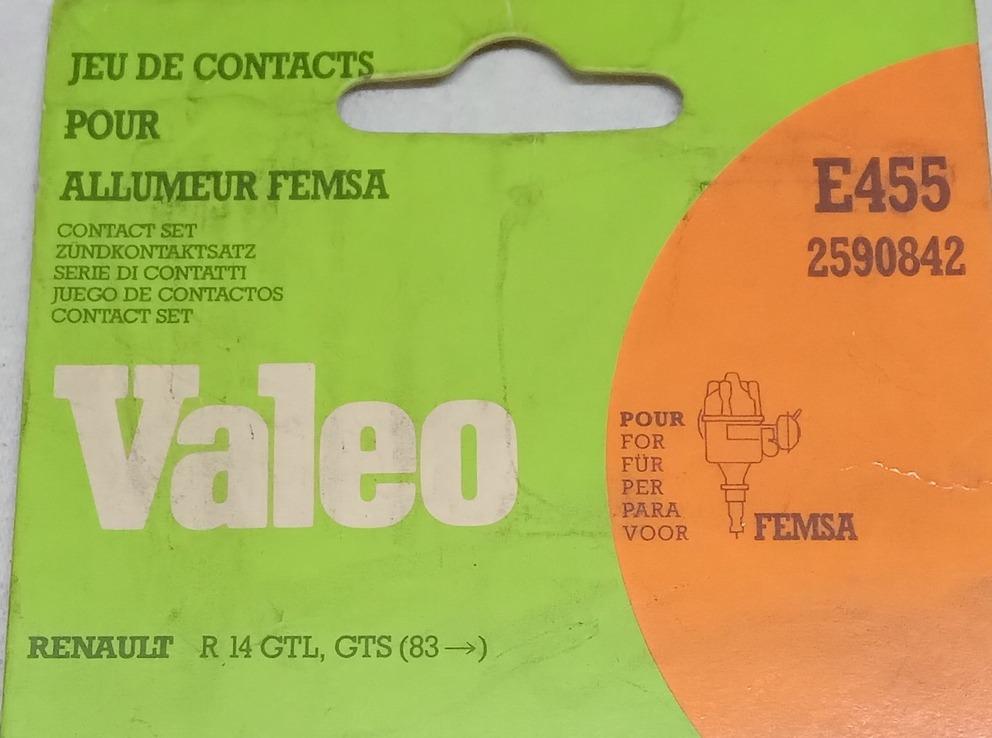 JEU DE CONTACTS
POUR
ALLUMEUR FEMSA
CONTACT SET
ZÜNDKONTAKTSATZ
SERIE DI CONTATTI
JUEGO DE CONTACTOS
CONTACT SET
Valeo
RENAULT R 14 GTL, GTS (83→)
E455
2590842
POUR
FOR
FÜR
PER
PARA
VOOR
FEMSA